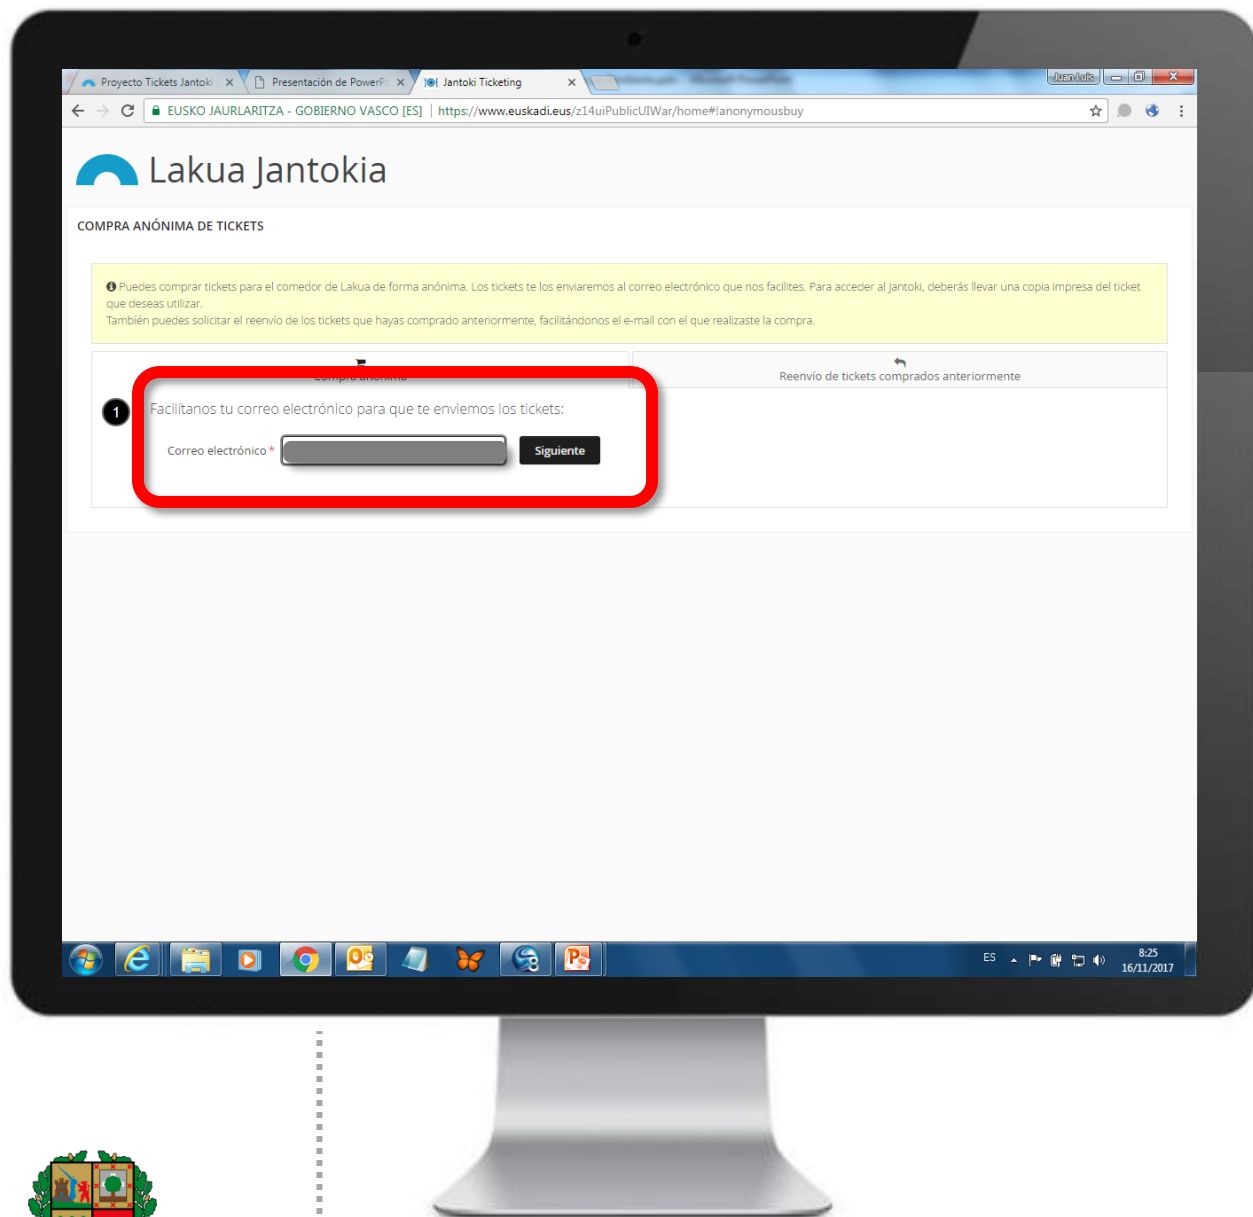 Proyecto Tickets Jantoki
Presentación de PowerPo
Jantoki Ticketing
Juan Luis
EUSKO JAURLARITZA - GOBIERNO VASCO [ES] | https://www.euskadi.eus/z14uiPublicUIWar/home#!anonymousbuy
Lakua Jantokia
COMPRA ANÓNIMA DE TICKETS
Puedes comprar tickets para el comedor de Lakua de forma anónima. Los tickets te los enviaremos al correo electrónico que nos facilites. Para acceder al Jantoki, deberás llevar una copia impresa del ticket
que deseas utilizar.
También puedes solicitar el reenvío de los tickets que hayas comprado anteriormente, facilitándonos el e-mail con el que realizaste la compra.
Compra anónima
Reenvío de tickets comprados anteriormente
1
Facilítanos tu correo electrónico para que te enviemos los tickets:
Correo electrónico *
Siguiente
ES
8:25
16/11/2017